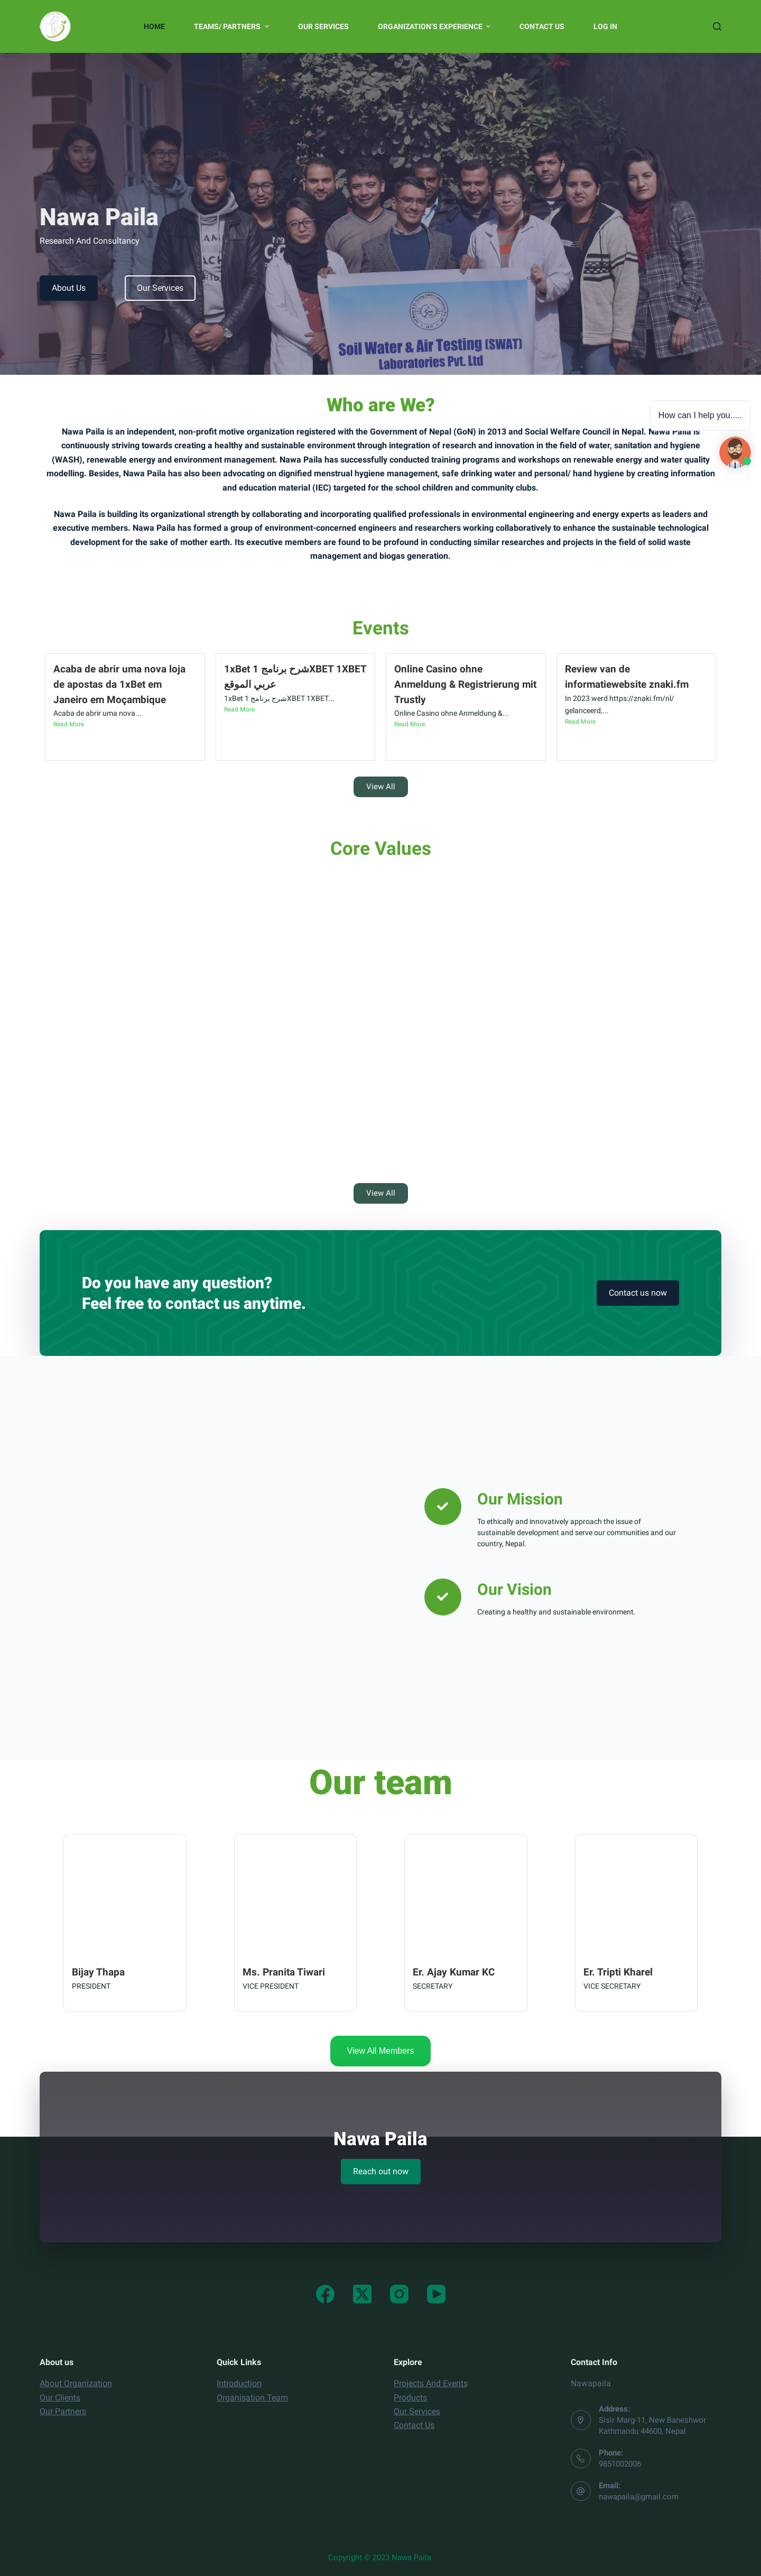 HOME TEAMS/ PARTNERS OUR SERVICES ORGANIZATION'S EXPERIENCE CONTACT US LOG IN
Nawa Paila
Research And Consultancy
About Us Our Services
Soil Water & Air Testing (SWAT)
Laboratories Pvt. Ltd
How can I help you.....
Who are We?
Nawa Paila is an independent, non-profit motive organization registered with the Government of Nepal (GoN) in 2013 and Social Welfare Council in Nepal. Nawa Paila is
continuously striving towards creating a healthy and sustainable environment through integration of research and innovation in the field of water, sanitation and hygiene
(WASH), renewable energy and environment management. Nawa Paila has successfully conducted training programs and workshops on renewable energy and water quality
modelling. Besides, Nawa Paila has also been advocating on dignified menstrual hygiene management, safe drinking water and personal/ hand hygiene by creating information
and education material (IEC) targeted for the school children and community clubs.
Nawa Paila is building its organizational strength by collaborating and incorporating qualified professionals in environmental engineering and energy experts as leaders and
executive members. Nawa Paila has formed a group of environment-concerned engineers and researchers working collaboratively to enhance the sustainable technological
development for the sake of mother earth. Its executive members are found to be profound in conducting similar researches and projects in the field of solid waste
management and biogas generation.
Events
Acaba de abrir uma nova loja
de apostas da 1xBet em
Janeiro em Moçambique
Acaba de abrir uma nova...
Read More
1xBet شرح برنامج 1XBET 1XBET
عربي الموقع
1xBet شرح برنامج 1XBET 1XBET...
Read More
Online Casino ohne
Anmeldung & Registrierung mit
Trustly
Online Casino ohne Anmeldung &...
Read More
Review van de
informatiewebsite znaki.fm
In 2023 werd https://znaki.fm/nl/
gelanceerd,...
Read More
View All
Core Values
View All
Do you have any question?
Feel free to contact us anytime.
Contact us now
Our Mission
To ethically and innovatively approach the issue of
sustainable development and serve our communities and our
country, Nepal.
Our Vision
Creating a healthy and sustainable environment.
Our team
Bijay Thapa
PRESIDENT
Ms. Pranita Tiwari
VICE PRESIDENT
Er. Ajay Kumar KC
SECRETARY
Er. Tripti Kharel
VICE SECRETARY
View All Members
Nawa Paila
Reach out now
About us
About Organization
Our Clients
Our Partners
Quick Links
Introduction
Organisation Team
Explore
Projects And Events
Products
Our Services
Contact Us
Contact Info
Nawapaila
Address:
Sisir Marg-11, New Baneshwor
Kathmandu 44600, Nepal
Phone:
9851002006
Email:
nawapaila@gmail.com
Copyright © 2023 Nawa Paila